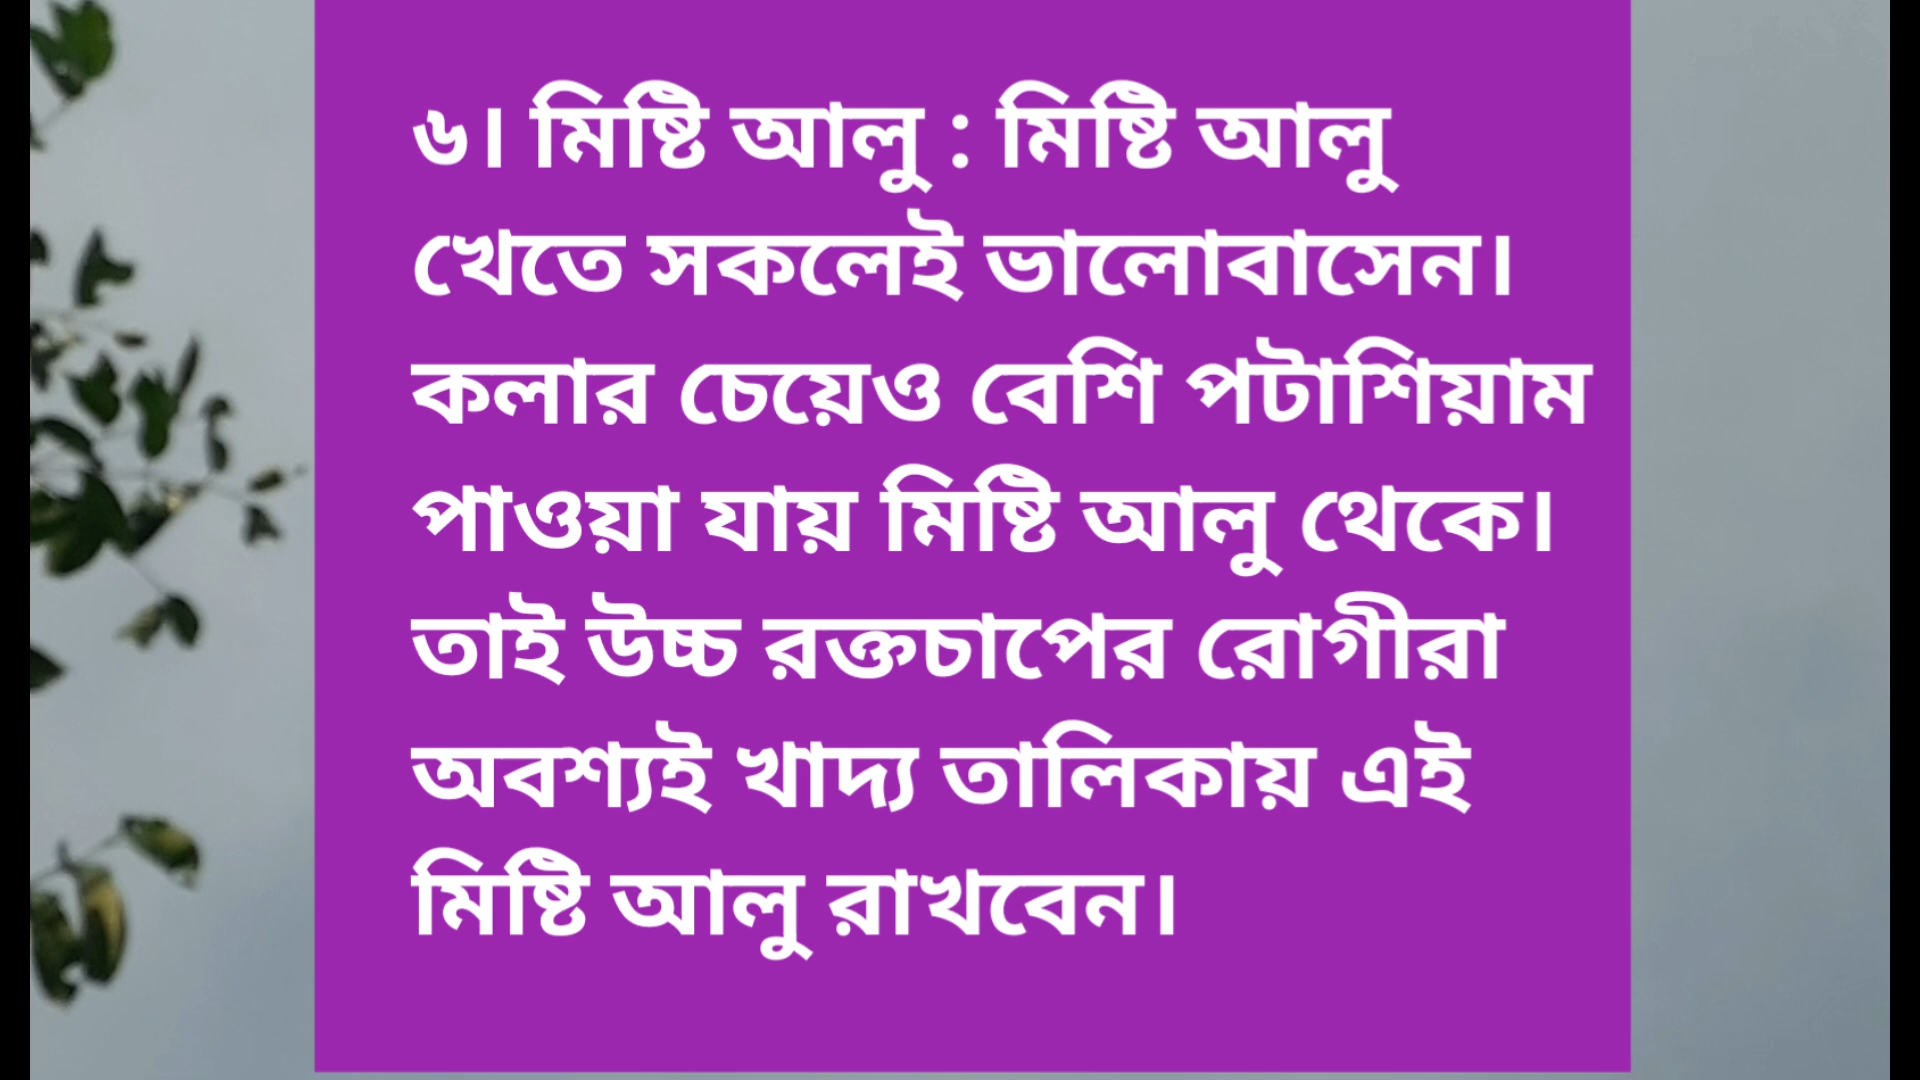 ৬। মিষ্টি আলু : মিষ্টি আলু
খেতে সকলেই ভালোবাসেন।
কলার চেয়েও বেশি পটাশিয়াম
পাওয়া যায় মিষ্টি আলু থেকে।
তাই উচ্চ রক্তচাপের রোগীরা
অবশ্যই খাদ্য তালিকায় এই
মিষ্টি আলু রাখবেন।